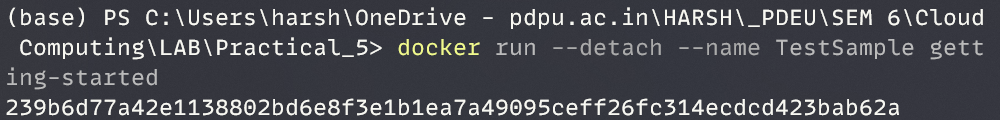 (base) PS C:\Users\harsh\OneDrive - pdpu.ac.in\HARSH\_PDEU\SEM 6\Cloud
 Computing\LAB\Practical_5> docker run --detach --name TestSample gett
ing-started
239b6d77a42e1138802bd6e8f3e1b1ea7a49095ceff26fc314ecdcd423bab62a